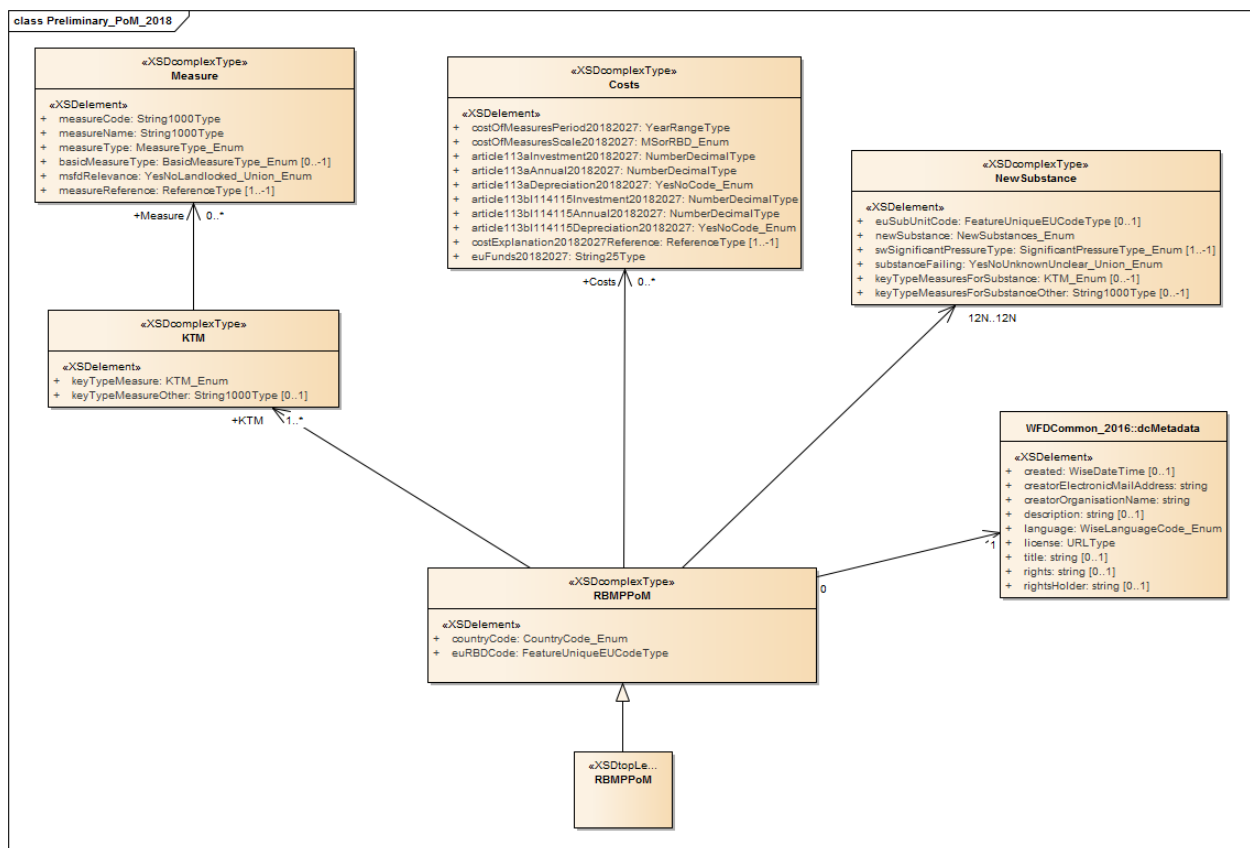 class Preliminary_PoM_2018
«XSDcomplexType»
Measure
«XSDelement»
+ measureCode: String1000Type
+ measureName: String1000Type
+ measureType: MeasureType_Enum
+ basicMeasureType: BasicMeasureType_Enum [0..-1]
+ msfdRelevance: YesNoLandlocked_Union_Enum
+ measureReference: ReferenceType [1..-1]
+Measure 0..*
«XSDcomplexType»
Costs
«XSDelement»
+ costOfMeasuresPeriod20182027: YearRangeType
+ costOfMeasuresScale20182027: MSorRBD_Enum
+ article113aInvestment20182027: NumberDecimalType
+ article113aAnnual20182027: NumberDecimalType
+ article113aDepreciation20182027: YesNoCode_Enum
+ article113bl114115Investment20182027: NumberDecimalType
+ article113bl114115Annual20182027: NumberDecimalType
+ article113bl114115Depreciation20182027: YesNoCode_Enum
+ costExplanation20182027Reference: ReferenceType [1..-1]
+ euFunds20182027: String25Type
+Costs 0..*
«XSDcomplexType»
NewSubstance
«XSDelement»
+ euSubUnitCode: FeatureUniqueEUCodeType [0..1]
+ newSubstance: NewSubstances_Enum
+ swSignificantPressureType: SignificantPressureType_Enum [1..-1]
+ substanceFailing: YesNoUnknownUnclear_Union_Enum
+ keyTypeMeasuresForSubstance: KTM_Enum [0..-1]
+ keyTypeMeasuresForSubstanceOther: String1000Type [0..-1]
12N..12N
«XSDcomplexType»
KTM
«XSDelement»
+ keyTypeMeasure: KTM_Enum
+ keyTypeMeasureOther: String1000Type [0..1]
+KTM 1..*
WFDCommon_2016::dcMetadata
«XSDelement»
+ created: WiseDateTime [0..1]
+ creatorElectronicMailAddress: string
+ creatorOrganisationName: string
+ description: string [0..1]
+ language: WiseLanguageCode_Enum
+ license: URLType
+ title: string [0..1]
+ rights: string [0..1]
+ rightsHolder: string [0..1]
1
0
«XSDcomplexType»
RBMPPoM
«XSDelement»
+ countryCode: CountryCode_Enum
+ euRBDCode: FeatureUniqueEUCodeType
«XSDtopLe...
RBMPPoM